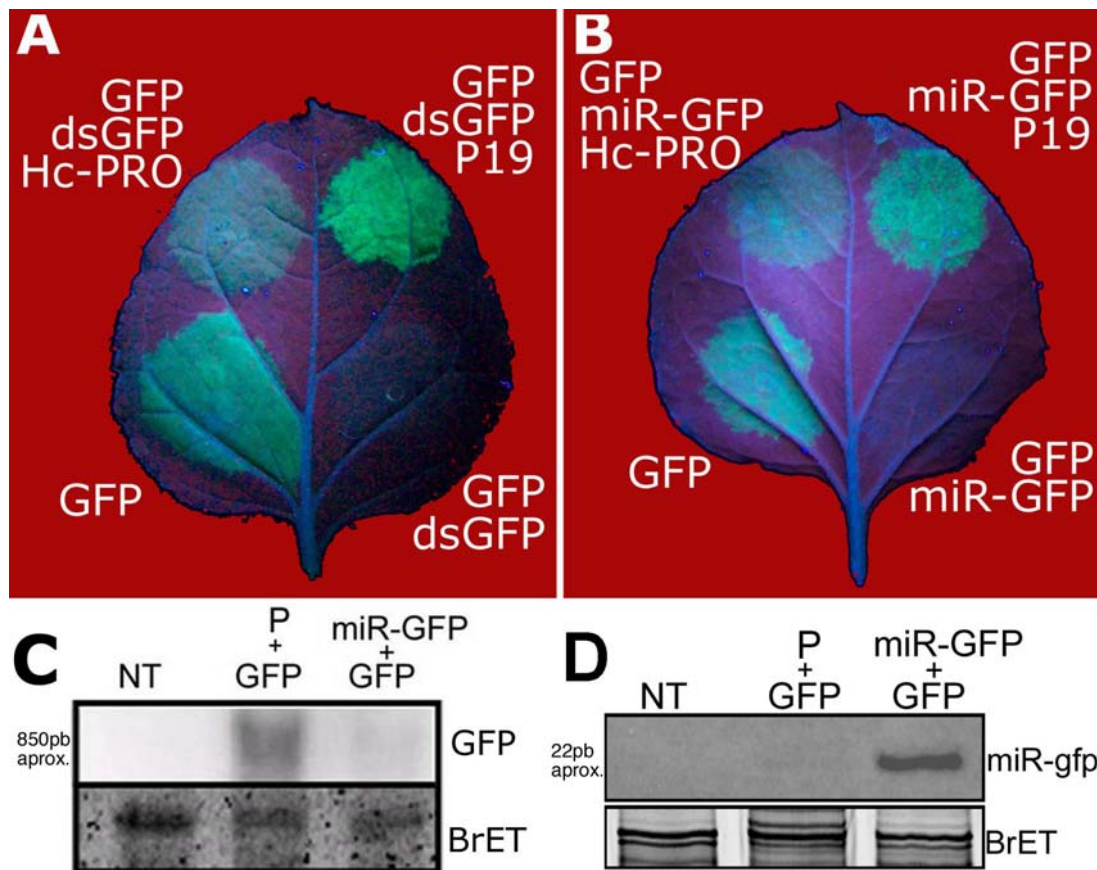 A
GFP
dsGFP
Hc-PRO
GFP
dsGFP
P19
GFP
GFP
dsGFP
B
GFP
miR-GFP
Hc-PRO
GFP
miR-GFP
P19
GFP
GFP
miR-GFP
C
NT
P
+
GFP
miR-GFP
+
GFP
850pb
aprox.
GFP
BrET
D
NT
P
+
GFP
miR-GFP
+
GFP
22pb
aprox.
miR-gfp
BrET